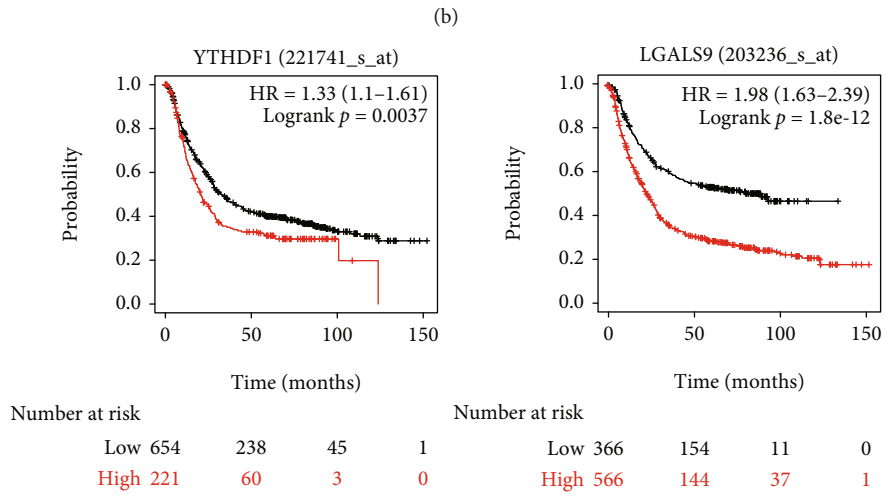 (b)
YTHDF1 (221741_s_at)
HR = 1.33 (1.1–1.61)
Logrank p = 0.0037
Probability
1.0
0.8
0.6
0.4
0.2
0.0
0 50 100 150
Time (months)
Number at risk
Low 654 238 45 1
High 221 60 3 0
LGALS9 (203236_s_at)
HR = 1.98 (1.63–2.39)
Logrank p = 1.8e-12
Probability
1.0
0.8
0.6
0.4
0.2
0.0
0 50 100 150
Time (months)
Number at risk
Low 366 154 11 0
High 566 144 37 1